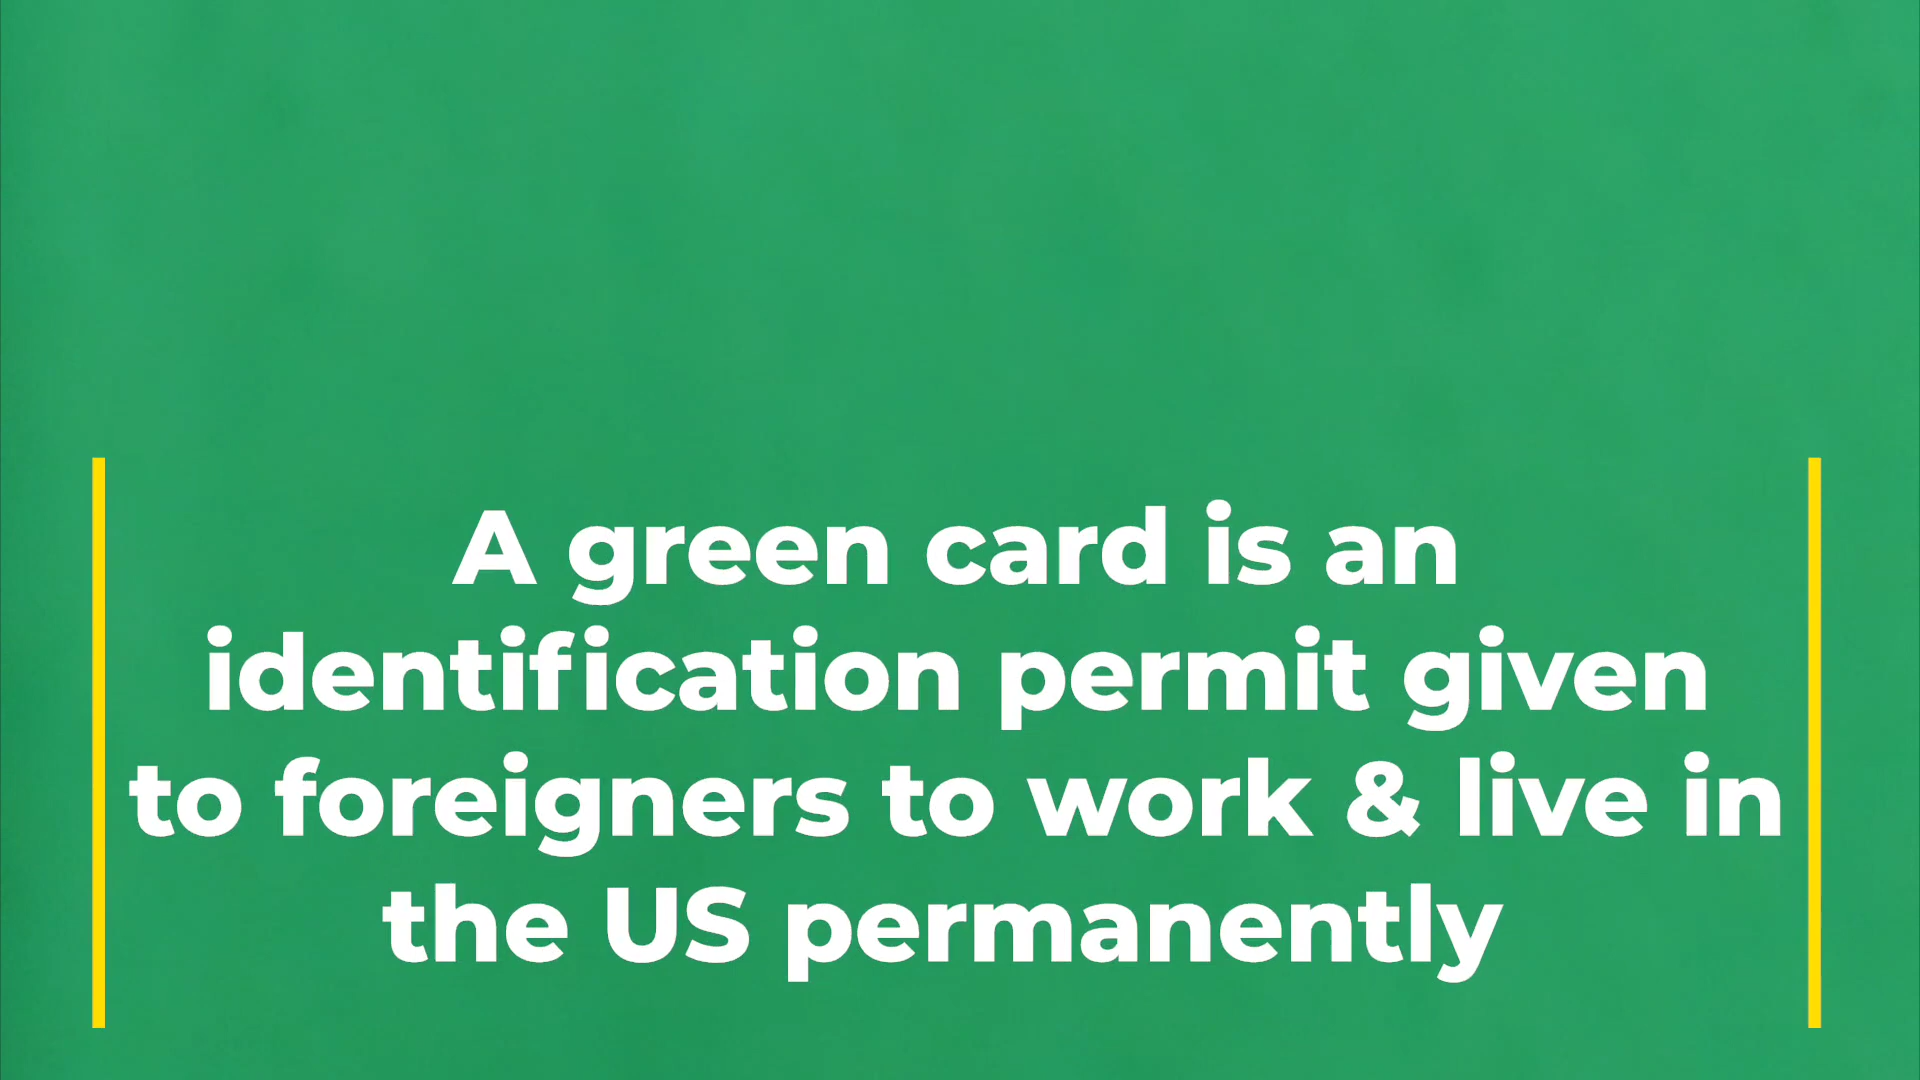 A green card is an
identification permit given
to foreigners to work & live in
the US permanently